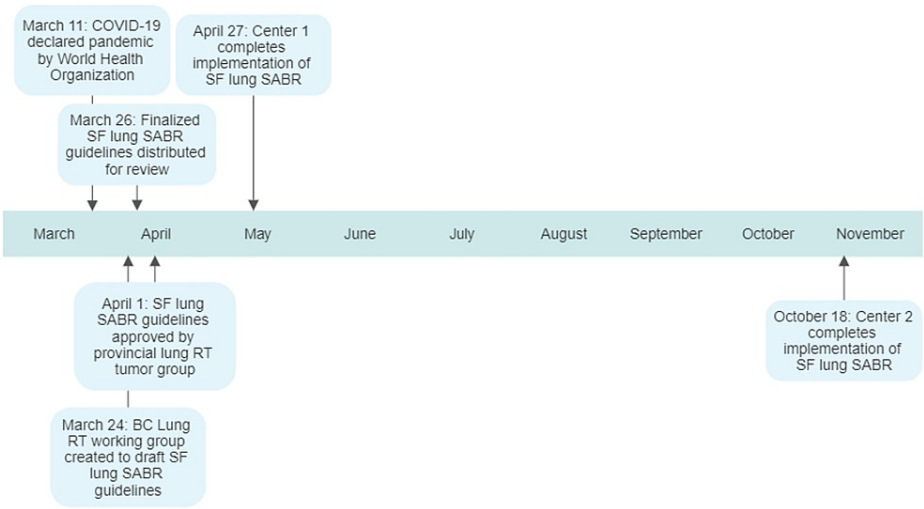 March 11: COVID-19
declared pandemic
by World Health
Organization
April 27: Center 1
completes
implementation of
SF lung SABR
March 26: Finalized
SF lung SABR
guidelines distributed
for review
March April May June July August September October November
April 1: SF lung
SABR guidelines
approved by
provincial lung RT
tumor group
October 18: Center 2
completes
implementation of
SF lung SABR
March 24: BC Lung
RT working group
created to draft SF
lung SABR
guidelines